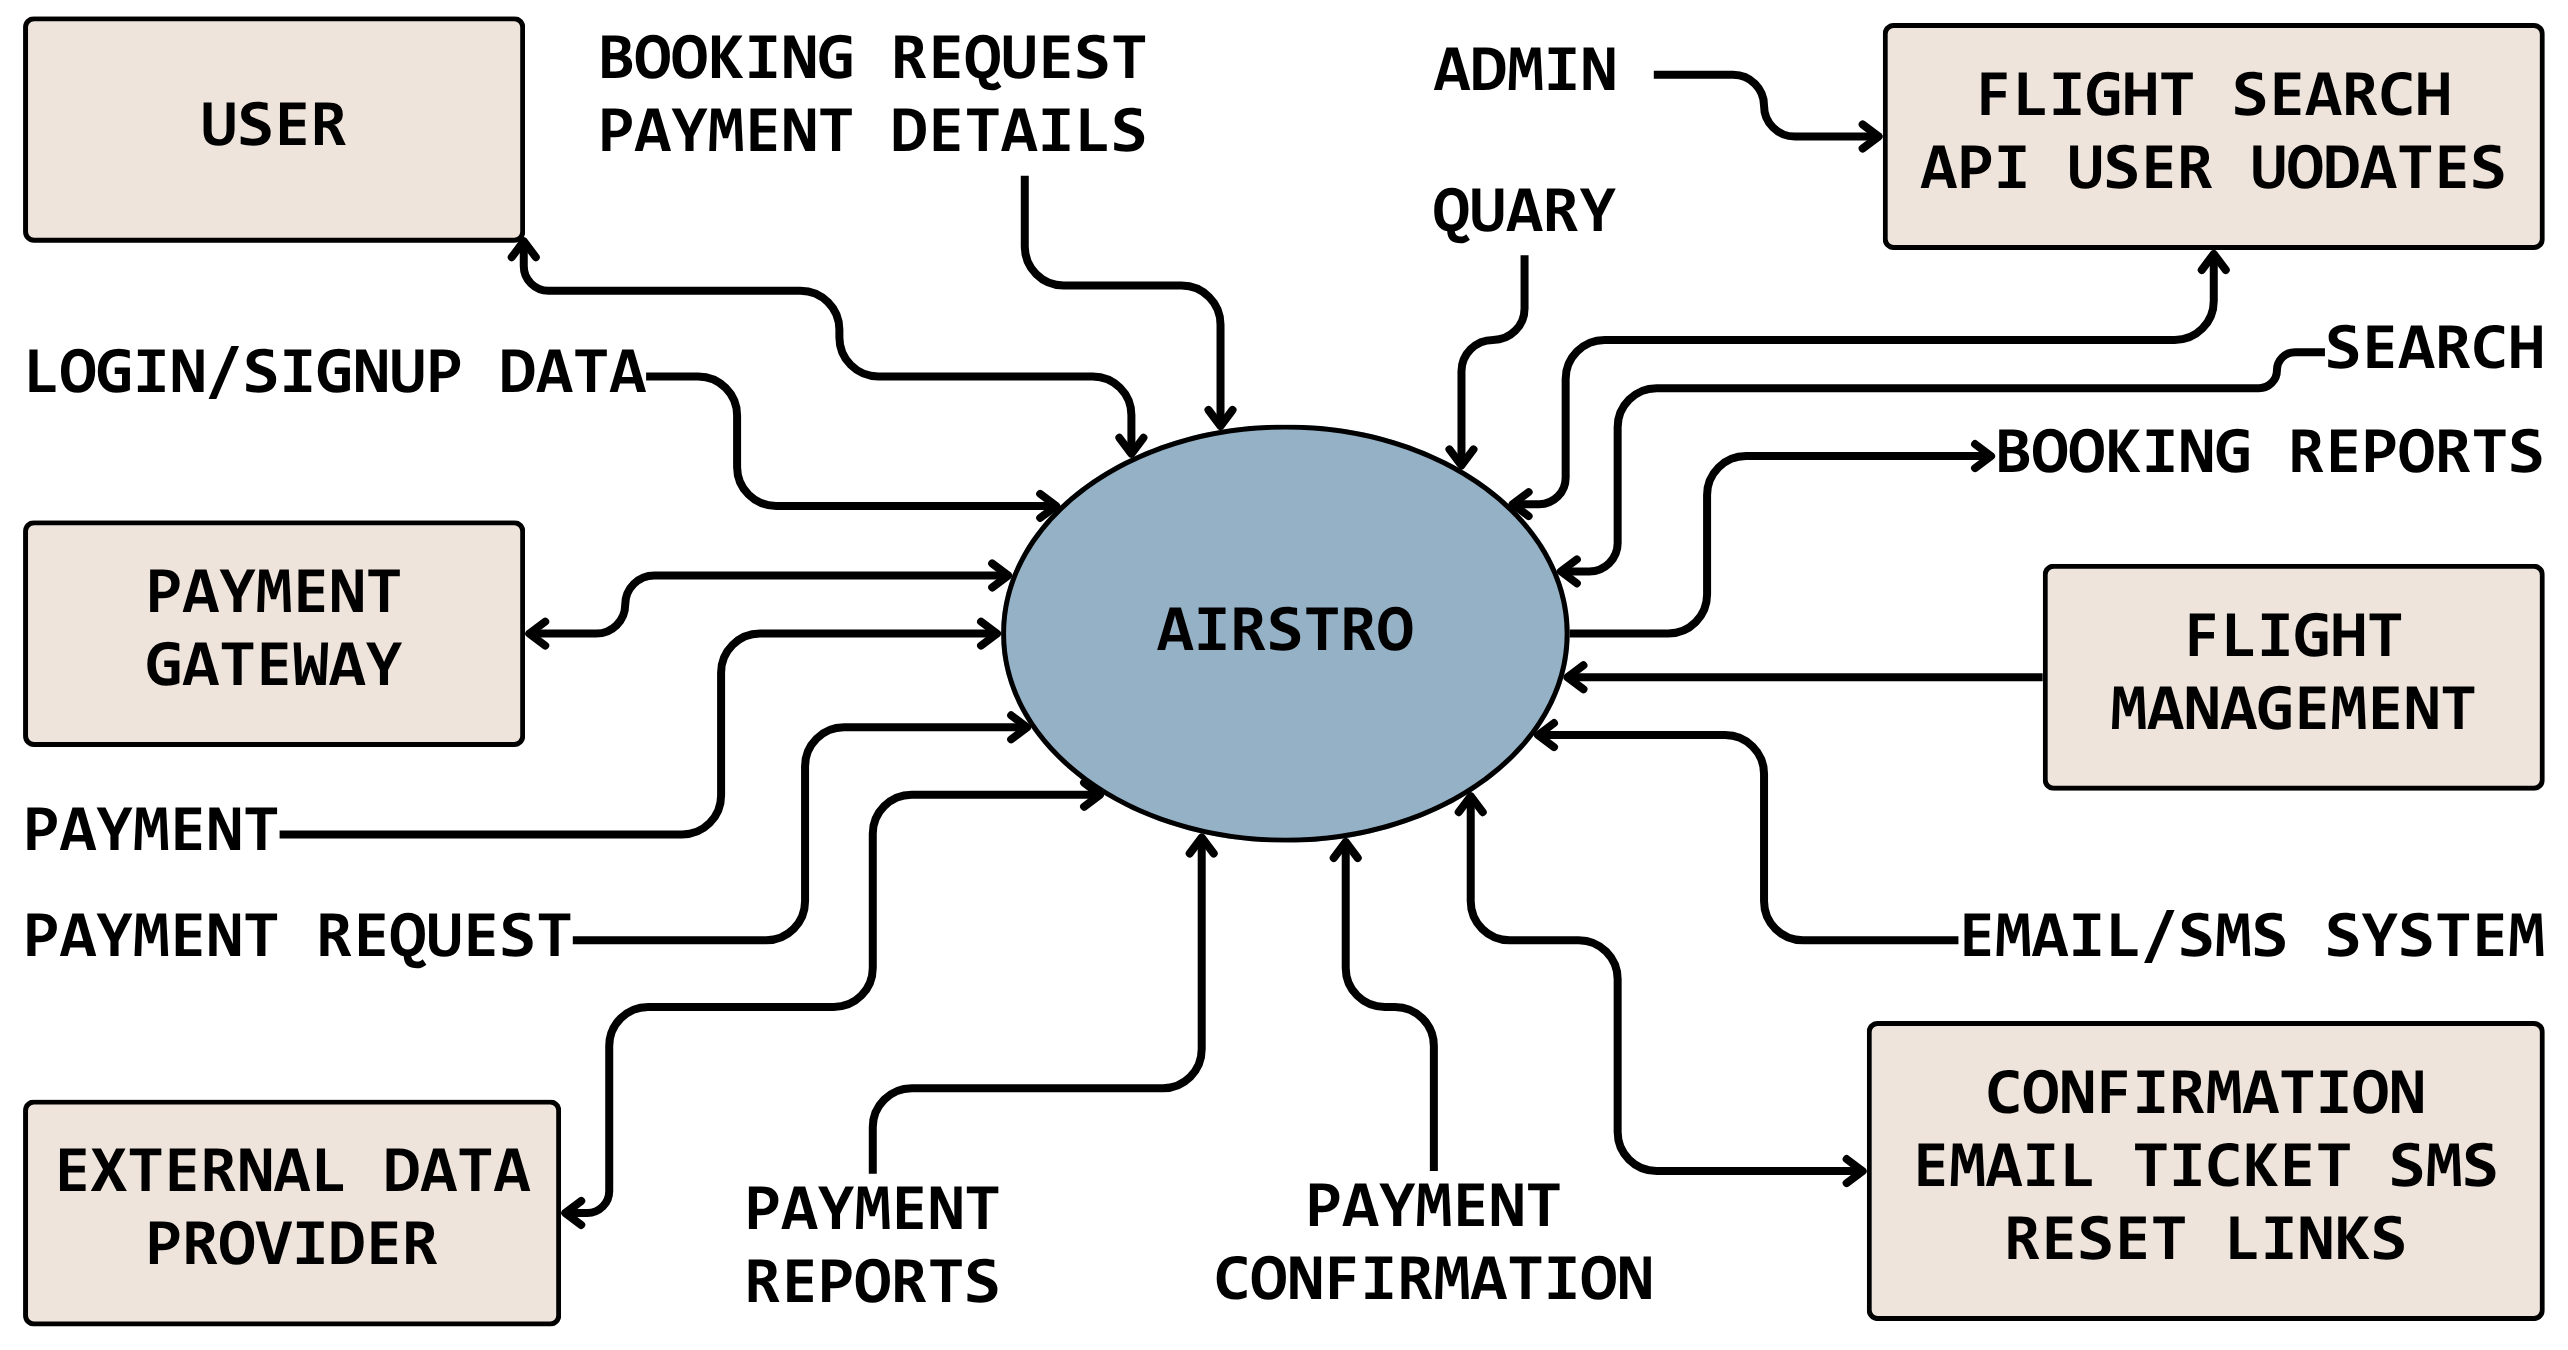 USER
BOOKING REQUEST
PAYMENT DETAILS
ADMIN
QUARY
FLIGHT SEARCH
API USER UODATES
LOGIN/SIGNUP DATA
SEARCH
BOOKING REPORTS
PAYMENT
GATEWAY
AIRSTRO
FLIGHT
MANAGEMENT
PAYMENT
PAYMENT REQUEST
EMAIL/SMS SYSTEM
EXTERNAL DATA
PROVIDER
PAYMENT
REPORTS
PAYMENT
CONFIRMATION
CONFIRMATION
EMAIL TICKET SMS
RESET LINKS